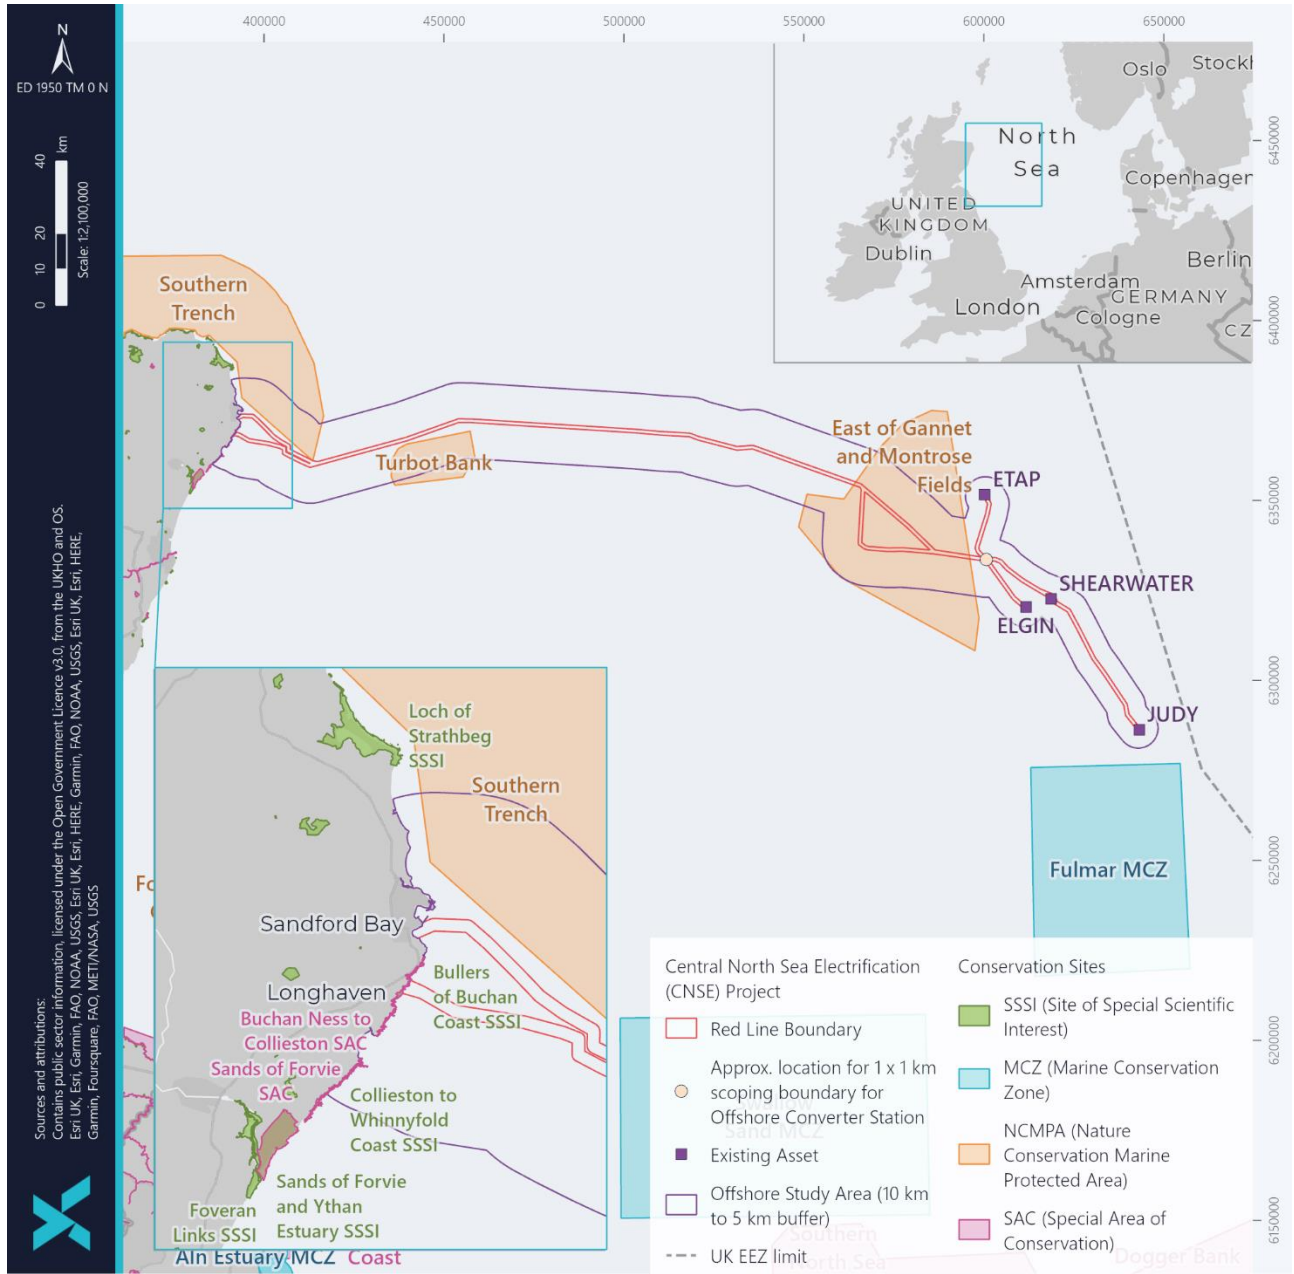 N
ED 1950 TM 0 N
0 10 20 40
km
Scale: 1:2,100,000
Sources and attributions:
Contains public sector information, licensed under the Open Government Licence v3.0, from the UKHO and OS.
Esri UK, Esri, Garmin, FAO, NOAA, USGS, Esri UK, Esri, HERE, Garmin, FAO, NOAA, USGS, Esri UK, Esri, HERE,
Garmin, Foursquare, FAO, METI/NASA, USGS
400000 450000 500000 550000 600000 650000
6450000
6400000
6350000
6300000
6250000
6200000
6150000
Oslo
Stockh
North
Sea
Copenhagen
UNITED
KINGDOM
Dublin
Berlin
Amsterdam
GERMANY
London
Cologne
CZ
Southern
Trench
Turbot Bank
East of Gannet
and Montrose
Fields
ETAP
SHEARWATER
ELGIN
JUDY
Fulmar MCZ
Fo
Loch of
Strathbeg
SSSI
Southern
Trench
Sandford Bay
Longhaven
Bullers
of Buchan
Coast SSSI
Buchan Ness to
Collieston SAC
Sands of Forvie
SAC
Collieston to
Whinnyfold
Coast SSSI
Sands of Forvie
and Ythan
Estuary SSSI
Foveran
Links SSSI
Aln Estuary MCZ
Coast
Central North Sea Electrification
(CNSE) Project
Red Line Boundary
Approx. location for 1 x 1 km
scoping boundary for
Offshore Converter Station
Existing Asset
Offshore Study Area (10 km
to 5 km buffer)
UK EEZ limit
Conservation Sites
SSSI (Site of Special Scientific
Interest)
MCZ (Marine Conservation
Zone)
NCMPA (Nature
Conservation Marine
Protected Area)
SAC (Special Area of
Conservation)
Sand MCZ
Southern
North Sea
Dogger Bank